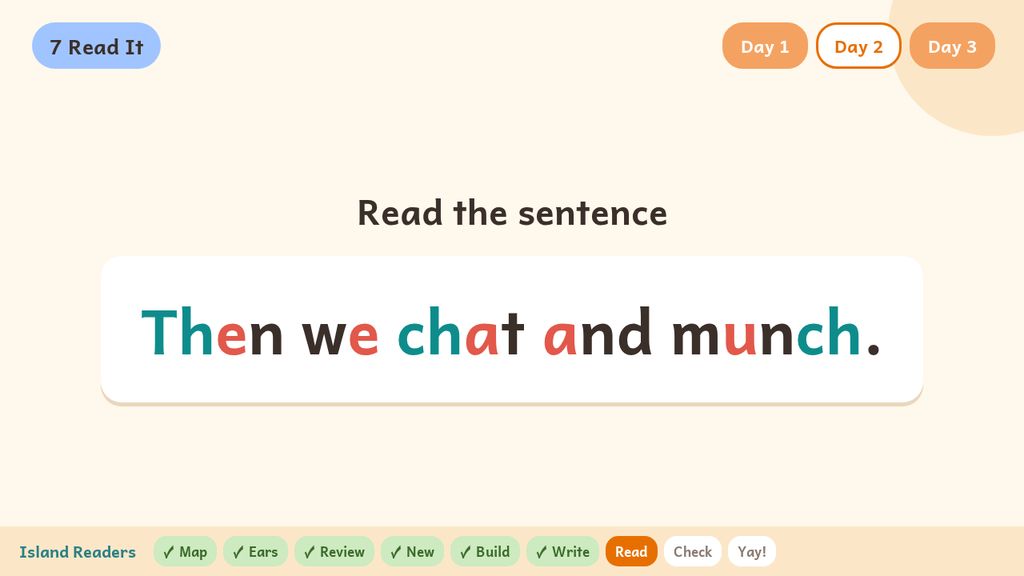 7 Read It
Day 1 Day 2 Day 3
Read the sentence
Then we chat and munch.
Island Readers ✓ Map ✓ Ears ✓ Review ✓ New ✓ Build ✓ Write Read Check Yay!